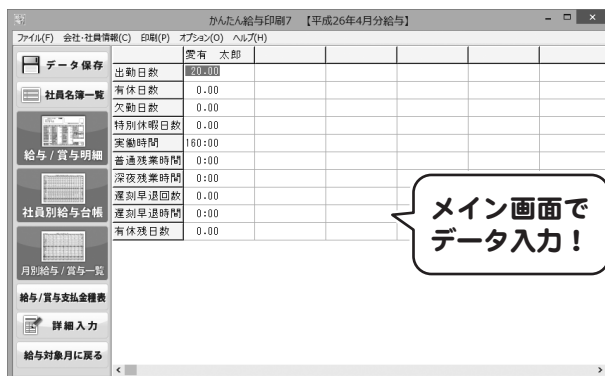 かんたん給与印刷7 【平成26年4月分給与】
ファイル(F) 会社・社員情報(C) 印刷(P) オプション(O) ヘルプ(H)
データ保存
社員名簿一覧
給与/賞与明細
社員別給与台帳
月別給与/賞与一覧
給与/賞与支払金種表
詳細入力
給与対象月に戻る
愛有 太郎
出勤日数 20.00
有休日数 0.00
欠勤日数 0.00
特別休暇日数 0.00
実働時間 160:00
普通残業時間 0:00
深夜残業時間 0:00
遅刻早退回数 0.00
遅刻早退時間 0:00
有休残日数 0.00
メイン画面で
データ入力！